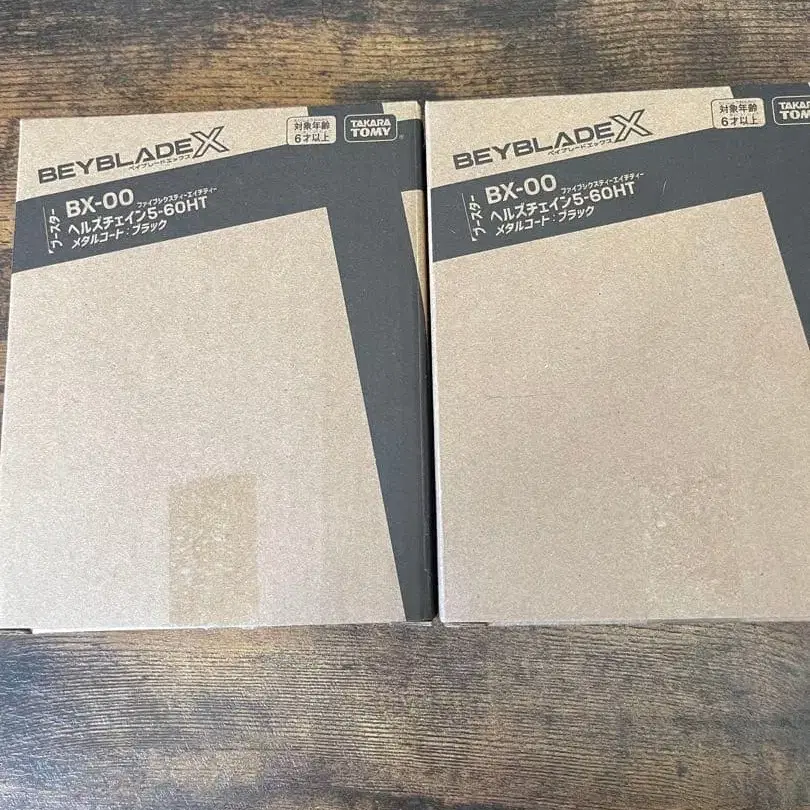 BEYBLADE X
ベイブレードエックス
対象年齢
6才以上
TAKARA
TOMY
ブースター
BX-00
ファイブシクスティーエイチティー
ヘルズチェイン5-60HT
メタルコート：ブラック
BEYBLADE X
ベイブレードエックス
対象年齢
6才以上
TAKARA
TOMY
ブースター
BX-00
ファイブシクスティーエイチティー
ヘルズチェイン5-60HT
メタルコート：ブラック